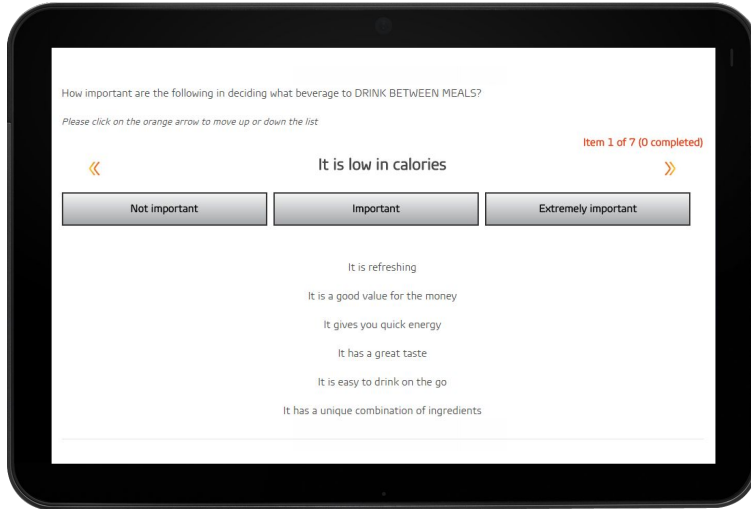 How important are the following in deciding what beverage to DRINK BETWEEN MEALS?
Please click on the orange arrow to move up or down the list
Item 1 of 7 (0 completed)
It is low in calories
Not important
Important
Extremely important
It is refreshing
It is a good value for the money
It gives you quick energy
It has a great taste
It is easy to drink on the go
It has a unique combination of ingredients